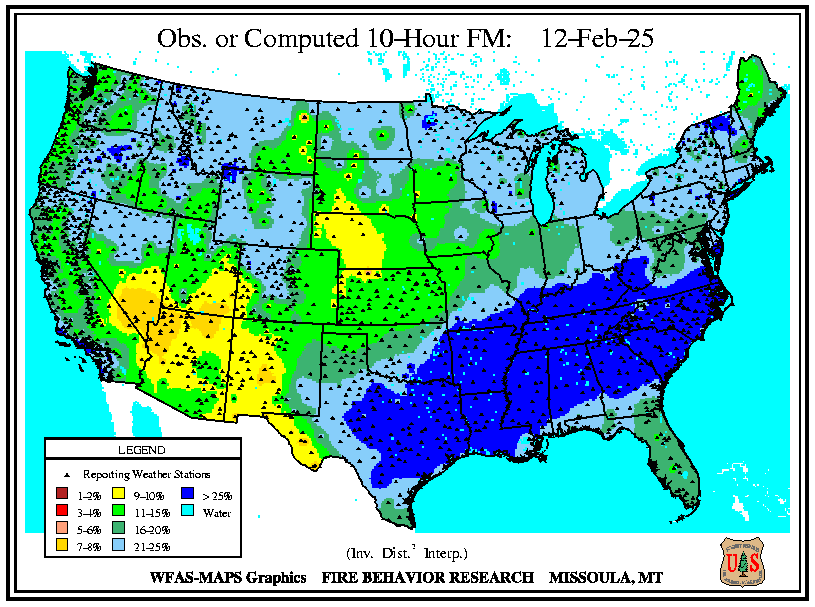 Obs. or Computed 10-Hour FM: 12-Feb-25
LEGEND
Reporting Weather Stations
1-2% 9-10% > 25%
3-4% 11-15% Water
5-6% 16-20%
7-8% 21-25%
(Inv. Dist.² Interp.)
WFAS-MAPS Graphics FIRE BEHAVIOR RESEARCH MISSOULA, MT
U S